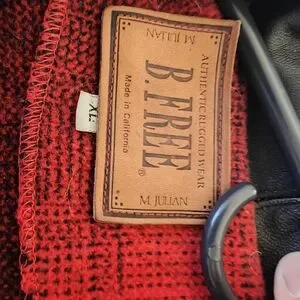 M. JULIAN
AUTHENTIC RUGGED WEAR
B. FREE®
Made in California
M. JULIAN
XL